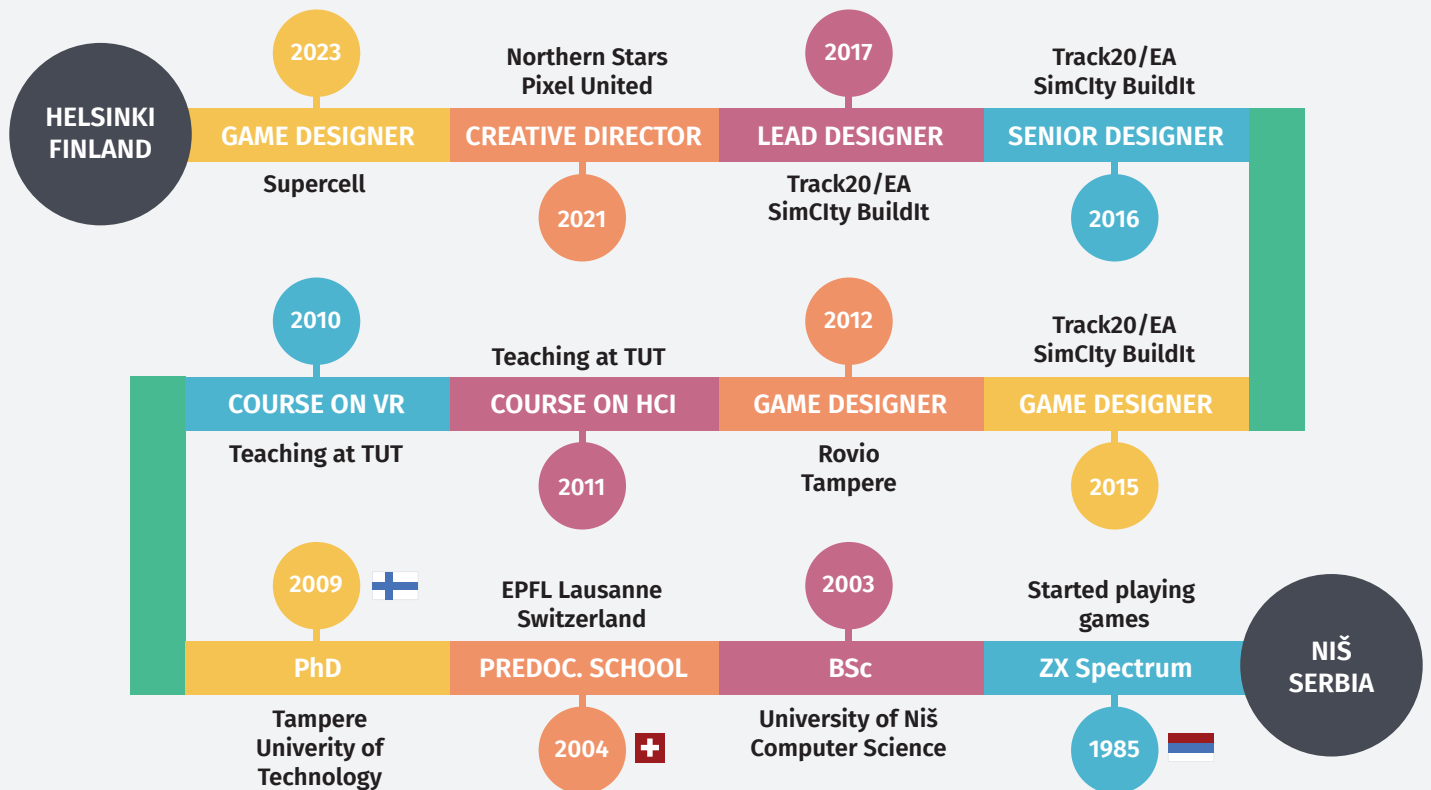 HELSINKI
FINLAND
2023
GAME DESIGNER
Supercell
Northern Stars
Pixel United
CREATIVE DIRECTOR
2021
2017
LEAD DESIGNER
Track20/EA
SimCIty BuildIt
Track20/EA
SimCIty BuildIt
SENIOR DESIGNER
2016
2010
COURSE ON VR
Teaching at TUT
Teaching at TUT
COURSE ON HCI
2011
2012
GAME DESIGNER
Rovio
Tampere
Track20/EA
SimCIty BuildIt
GAME DESIGNER
2015
2009
PhD
Tampere
Univerity of
Technology
EPFL Lausanne
Switzerland
PREDOC. SCHOOL
2004
2003
BSc
University of Niš
Computer Science
Started playing
games
ZX Spectrum
1985
NIŠ
SERBIA